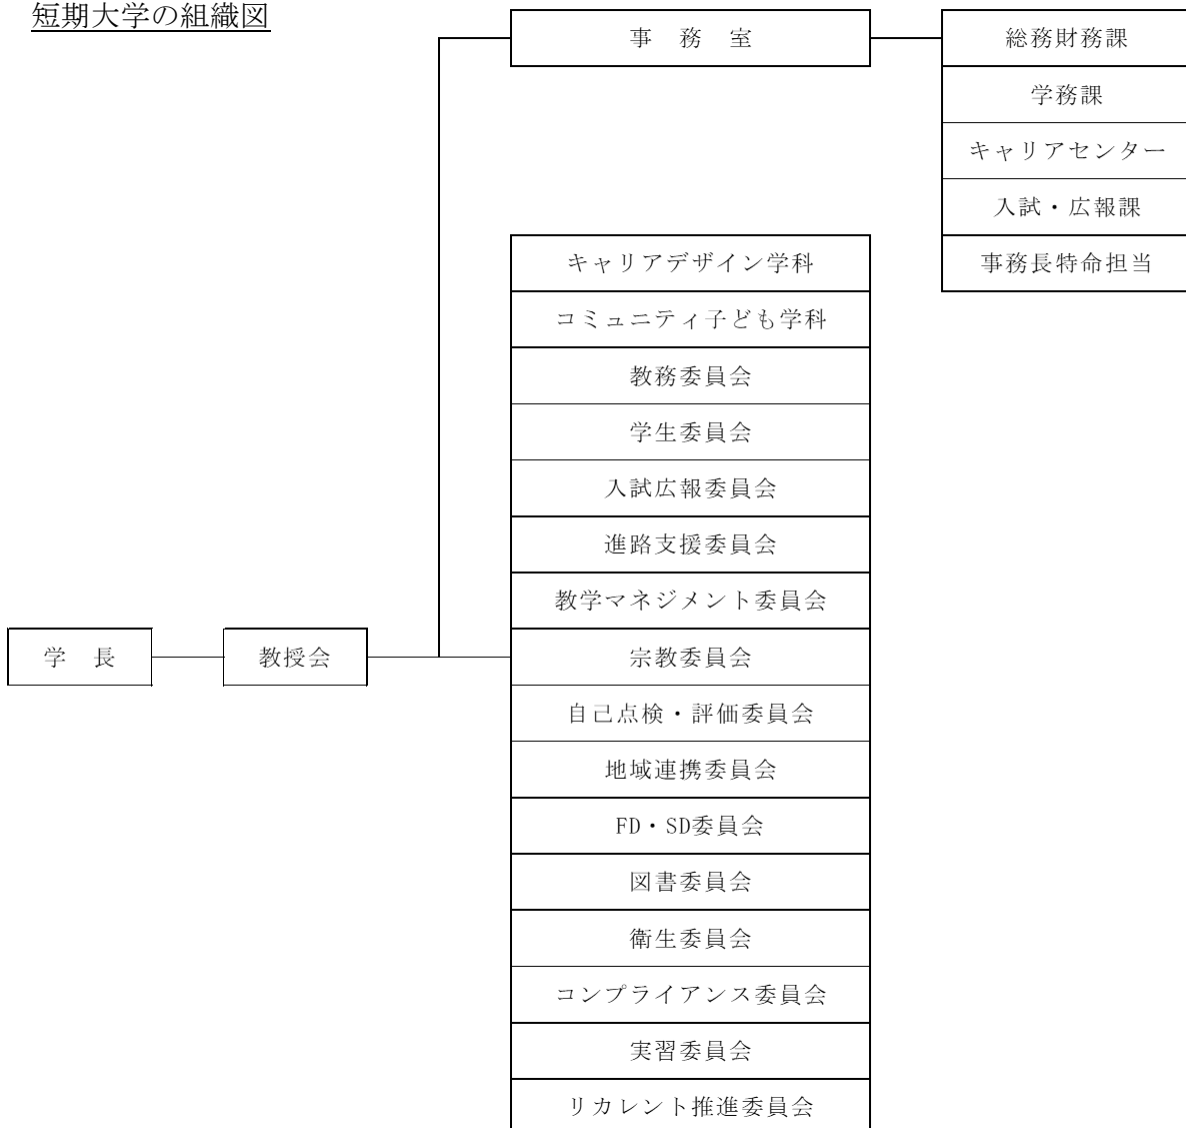 短期大学の組織図
事　務　室
総務財務課
学務課
キャリアセンター
入試・広報課
事務長特命担当
キャリアデザイン学科
コミュニティ子ども学科
教務委員会
学生委員会
入試広報委員会
進路支援委員会
教学マネジメント委員会
学　長
教授会
宗教委員会
自己点検・評価委員会
地域連携委員会
FD・SD委員会
図書委員会
衛生委員会
コンプライアンス委員会
実習委員会
リカレント推進委員会